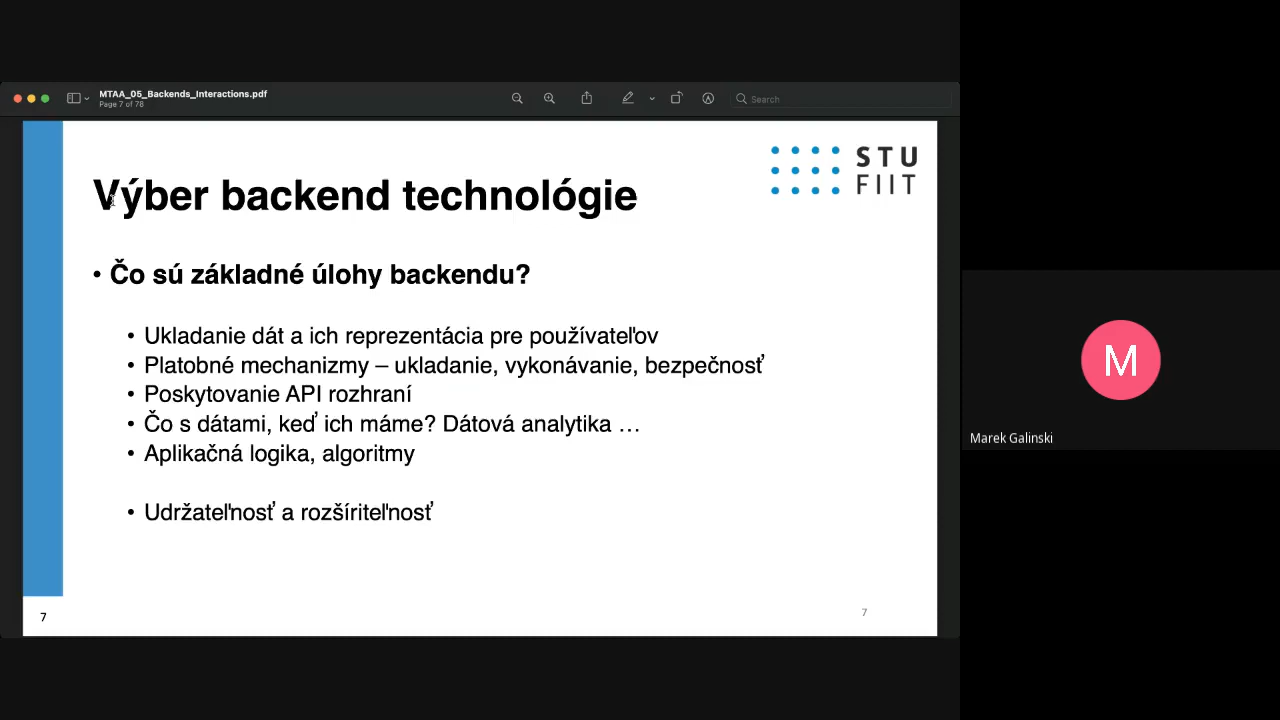 MTAA_05_Backends_Interactions.pdf
Page 7 of 78
Search
STU
FIIT
Výber backend technológie
• Čo sú základné úlohy backendu?
• Ukladanie dát a ich reprezentácia pre používateľov
• Platobné mechanizmy – ukladanie, vykonávanie, bezpečnosť
• Poskytovanie API rozhraní
• Čo s dátami, keď ich máme? Dátová analytika …
• Aplikačná logika, algoritmy
• Udržateľnosť a rozšíriteľnosť
7
7
M
Marek Galinski